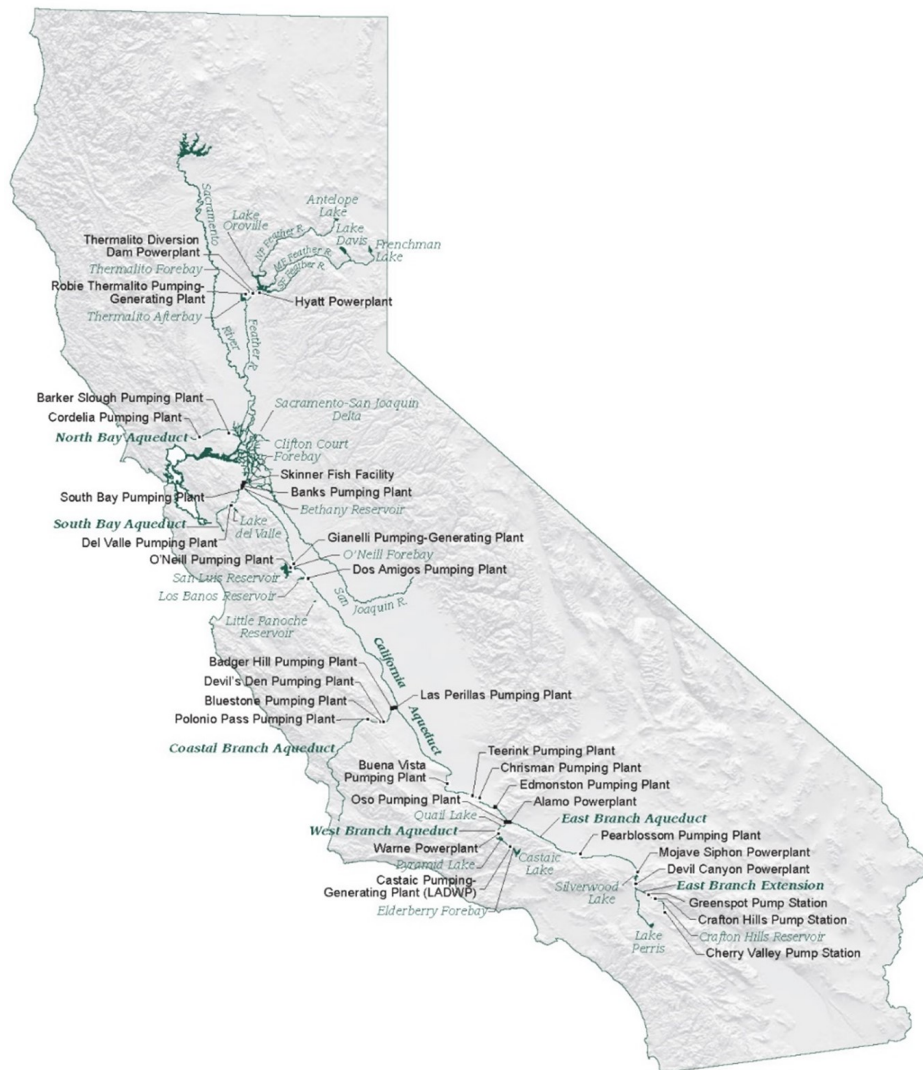 Sacramento
River
Antelope
Lake
Lake
Oroville
Lake
Davis
Frenchman
Lake
NF Feather R.
MF Feather R.
SF Feather R.
Thermalito Diversion
Dam Powerplant
Thermalito Forebay
Robie Thermalito Pumping-
Generating Plant
Thermalito Afterbay
Hyatt Powerplant
Feather R.
Barker Slough Pumping Plant
Cordelia Pumping Plant
North Bay Aqueduct
Sacramento-San Joaquin
Delta
Clifton Court
Forebay
Skinner Fish Facility
Banks Pumping Plant
Bethany Reservoir
South Bay Pumping Plant
South Bay Aqueduct
Lake
del Valle
Del Valle Pumping Plant
Gianelli Pumping-Generating Plant
O'Neill Pumping Plant
O'Neill Forebay
Dos Amigos Pumping Plant
San Luis Reservoir
Los Banos Reservoir
San
Joaquin R.
Little Panoche
Reservoir
California
Aqueduct
Badger Hill Pumping Plant
Devil's Den Pumping Plant
Bluestone Pumping Plant
Polonio Pass Pumping Plant
Las Perillas Pumping Plant
Coastal Branch Aqueduct
Buena Vista
Pumping Plant
Teerink Pumping Plant
Chrisman Pumping Plant
Edmonston Pumping Plant
Oso Pumping Plant
Alamo Powerplant
Quail Lake
East Branch Aqueduct
West Branch Aqueduct
Warne Powerplant
Pyramid Lake
Castaic
Lake
Castaic Pumping-
Generating Plant (LADWP)
Elderberry Forebay
Pearblossom Pumping Plant
Mojave Siphon Powerplant
Devil Canyon Powerplant
Silverwood
Lake
East Branch Extension
Greenspot Pump Station
Crafton Hills Pump Station
Crafton Hills Reservoir
Lake
Perris
Cherry Valley Pump Station